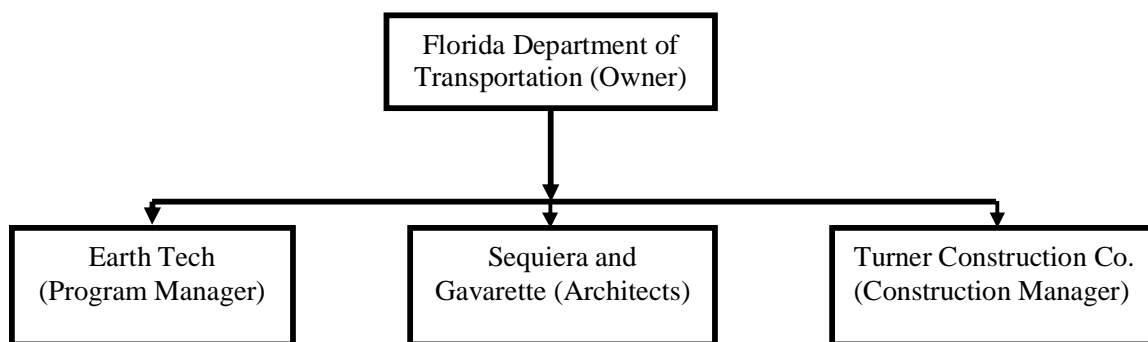 Florida Department of
Transportation (Owner)
Earth Tech
(Program Manager)
Sequiera and
Gavarette (Architects)
Turner Construction Co.
(Construction Manager)